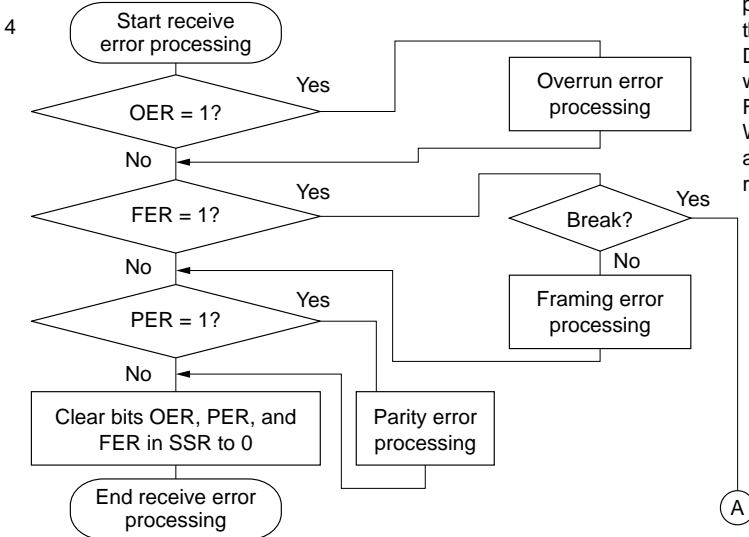 4
Start receive
error processing
Yes
OER = 1?
Overrun error
processing
No
Yes
FER = 1?
Break?
Yes
No
No
Framing error
processing
Yes
PER = 1?
No
Clear bits OER, PER, and
FER in SSR to 0
Parity error
processing
End receive error
processing
A